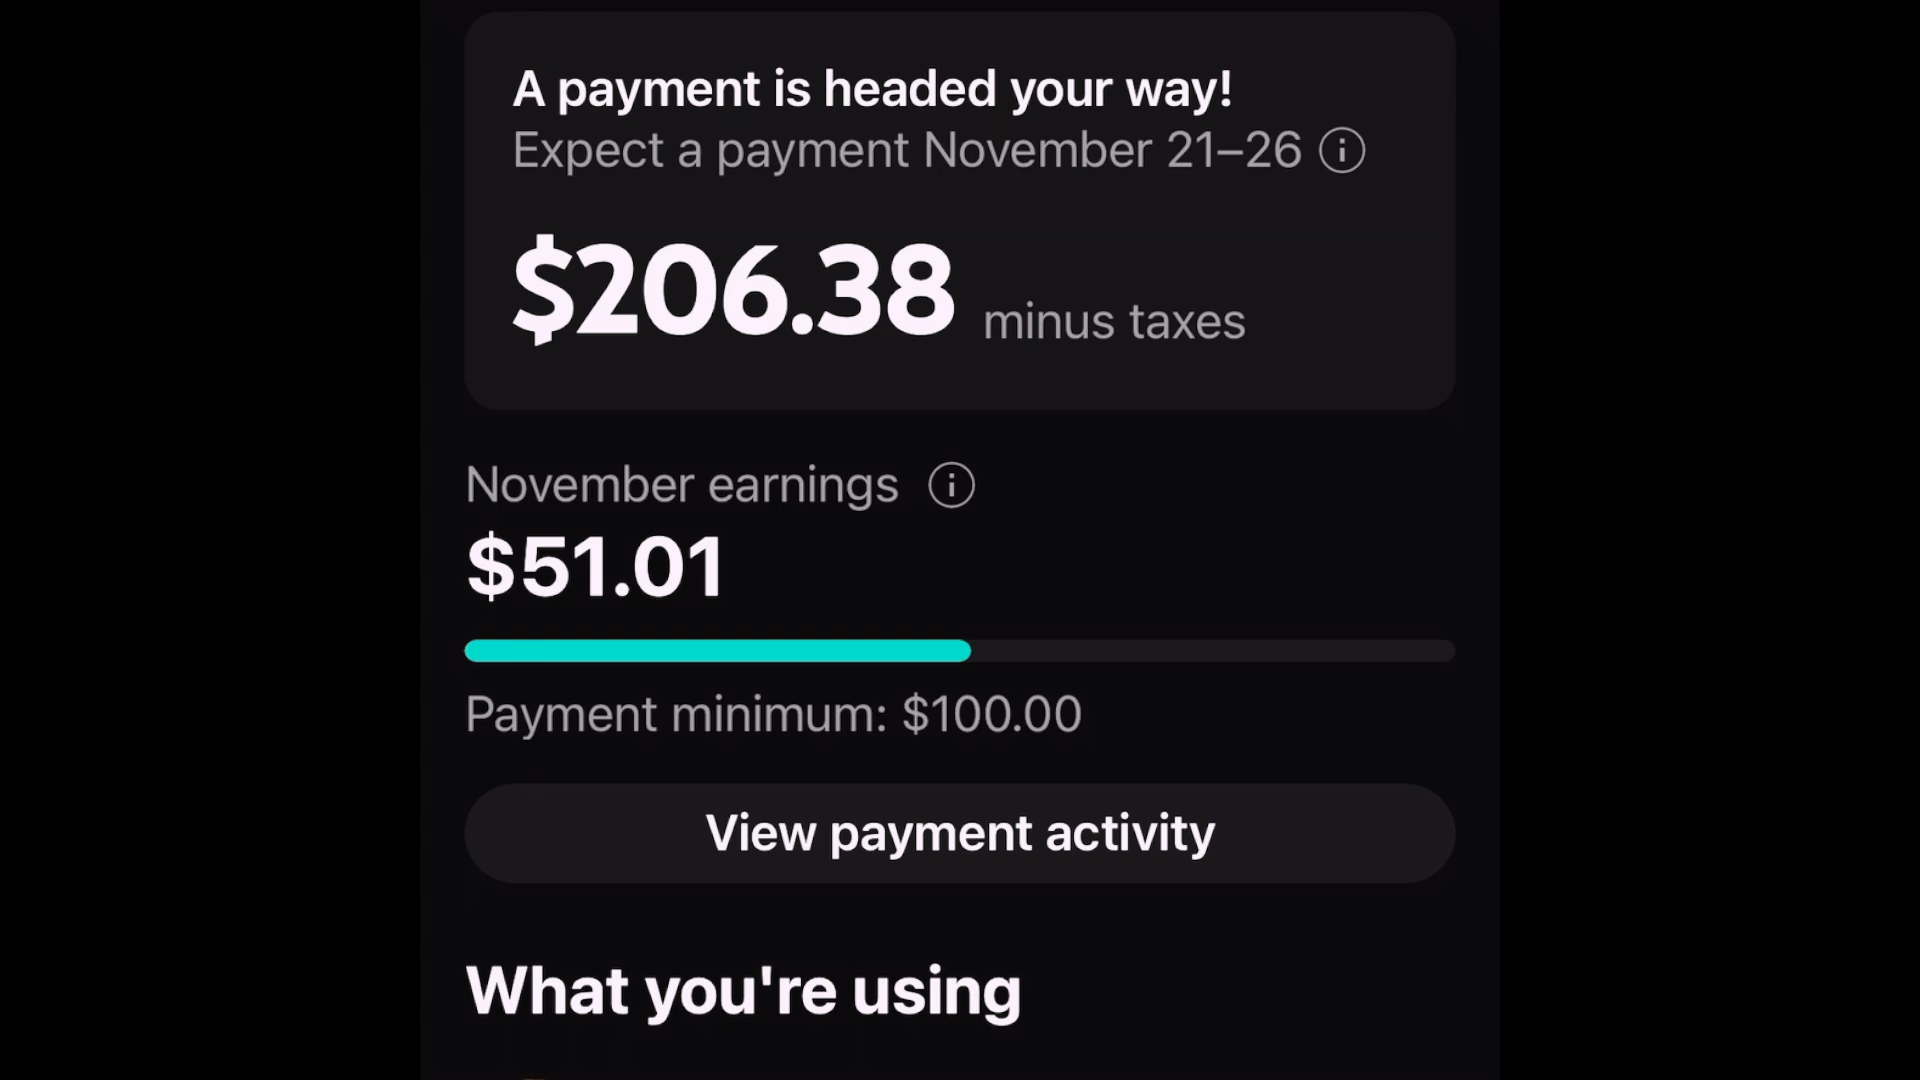 A payment is headed your way!
Expect a payment November 21–26
$206.38 minus taxes
November earnings
$51.01
Payment minimum: $100.00
View payment activity
What you're using